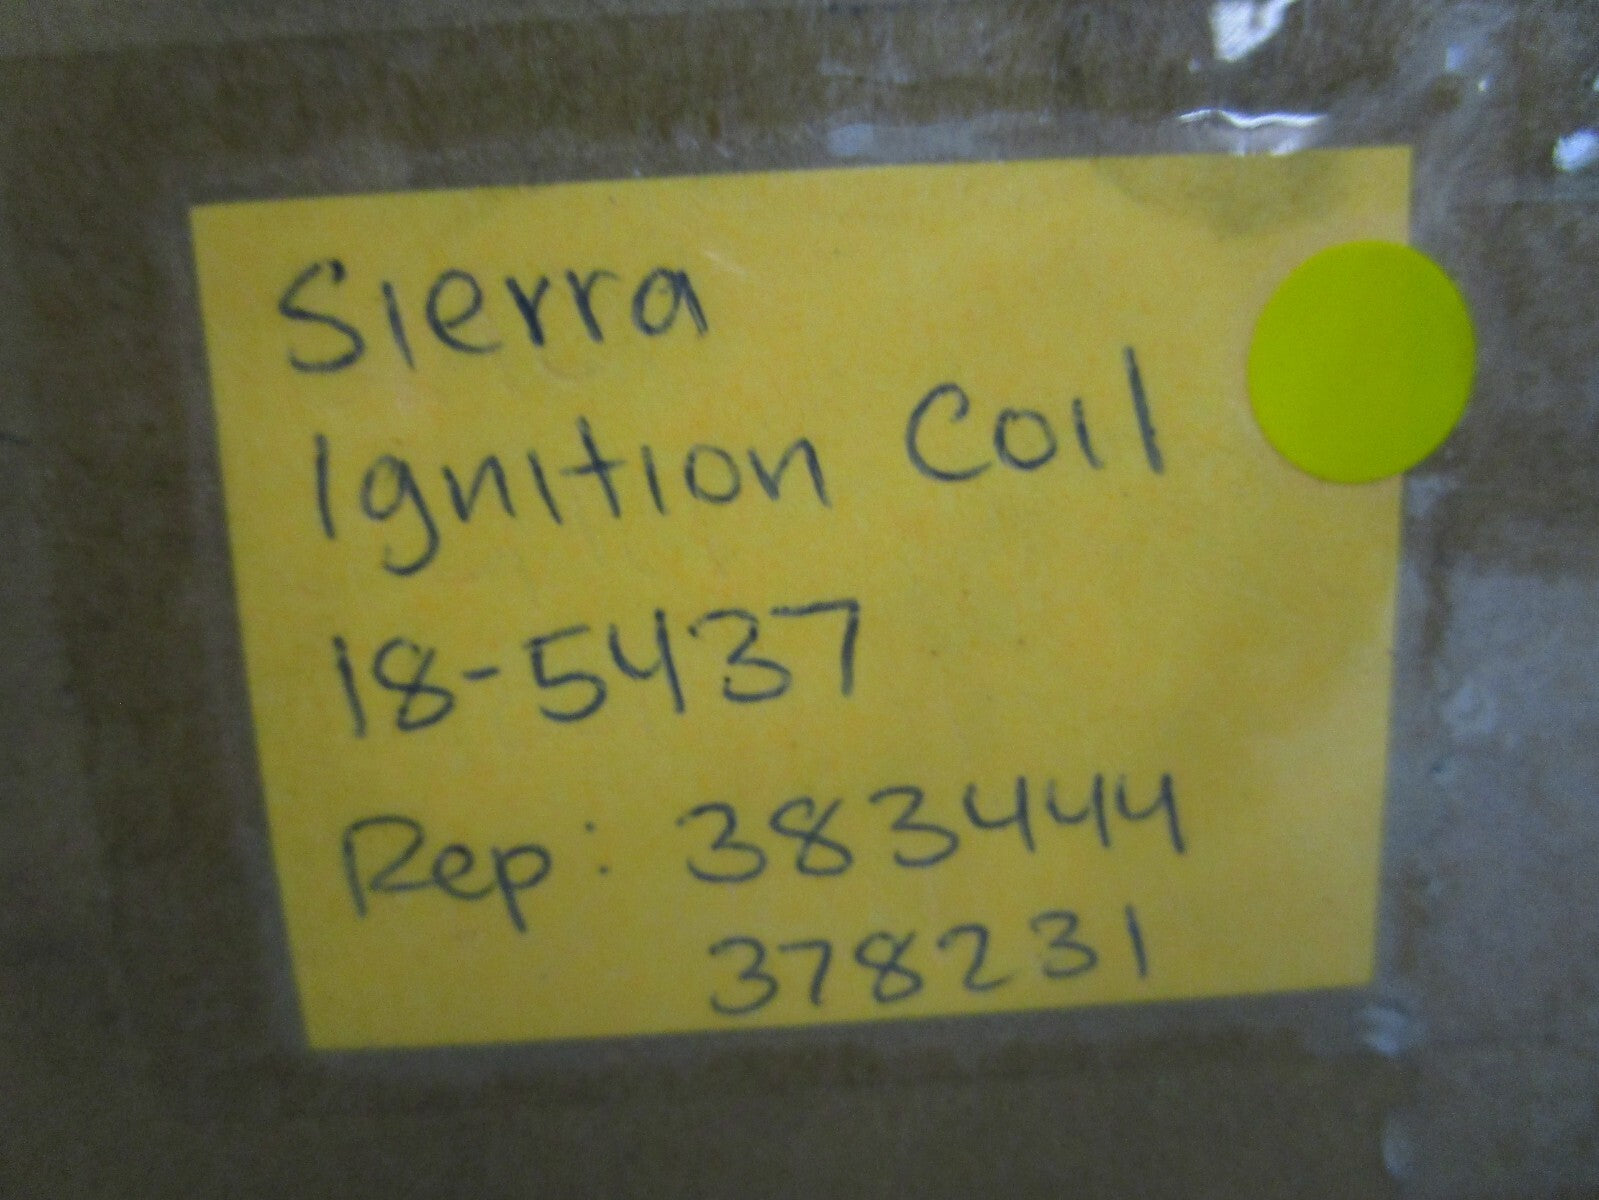 Sierra
Ignition Coil
18-5437
Rep: 383444
378231